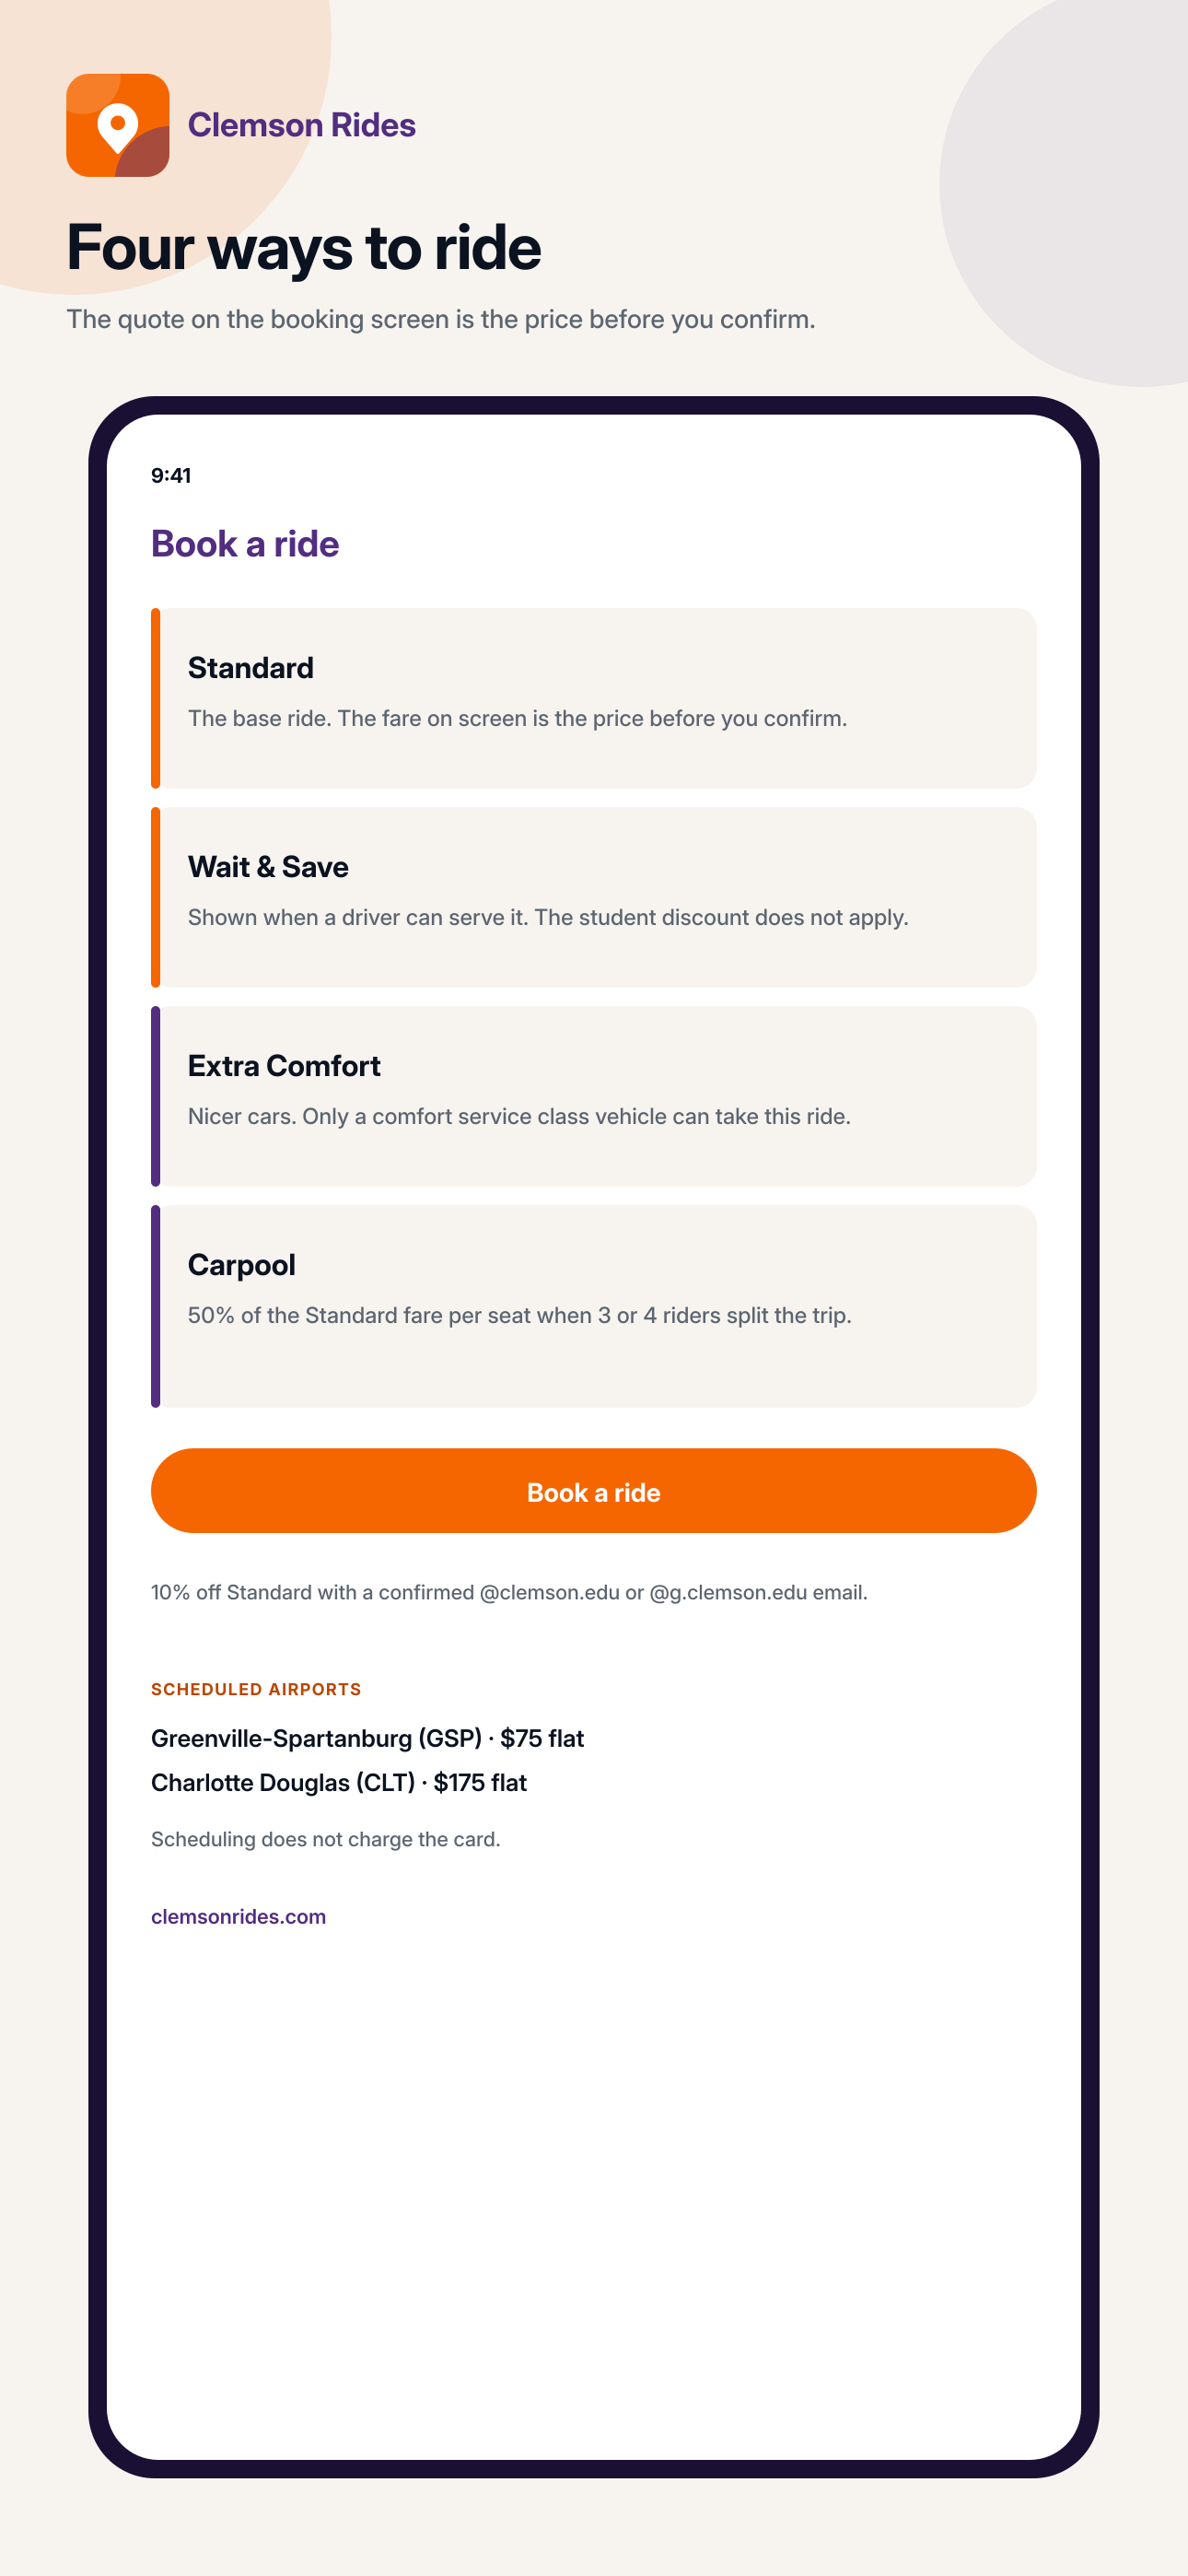 Clemson Rides
Four ways to ride
The quote on the booking screen is the price before you confirm.
9:41
Book a ride
Standard
The base ride. The fare on screen is the price before you confirm.
Wait & Save
Shown when a driver can serve it. The student discount does not apply.
Extra Comfort
Nicer cars. Only a comfort service class vehicle can take this ride.
Carpool
50% of the Standard fare per seat when 3 or 4 riders split the trip.
Book a ride
10% off Standard with a confirmed @clemson.edu or @g.clemson.edu email.
SCHEDULED AIRPORTS
Greenville-Spartanburg (GSP) · $75 flat
Charlotte Douglas (CLT) · $175 flat
Scheduling does not charge the card.
clemsonrides.com